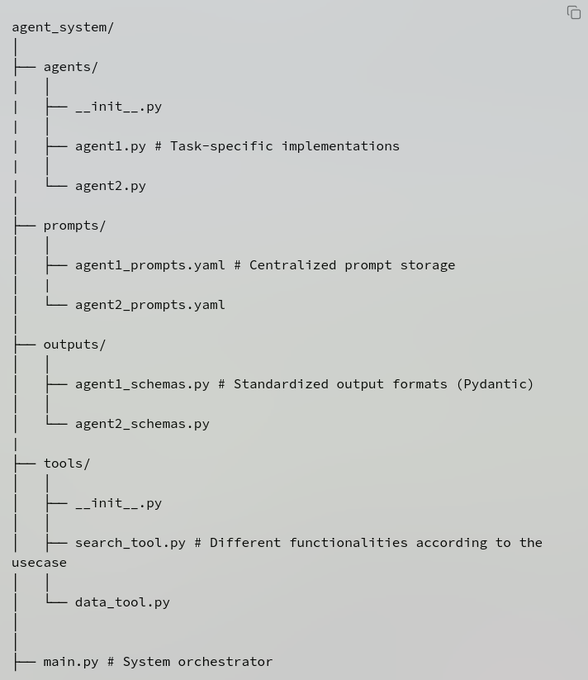 agent_system/
│
├── agents/
│   │
│   ├── __init__.py
│   │
│   ├── agent1.py # Task-specific implementations
│   │
│   └── agent2.py
│
├── prompts/
│   │
│   ├── agent1_prompts.yaml # Centralized prompt storage
│   │
│   └── agent2_prompts.yaml
│
├── outputs/
│   │
│   ├── agent1_schemas.py # Standardized output formats (Pydantic)
│   │
│   └── agent2_schemas.py
│
├── tools/
│   │
│   ├── __init__.py
│   │
│   ├── search_tool.py # Different functionalities according to the
usecase
│   │
│   └── data_tool.py
│
│
├── main.py # System orchestrator